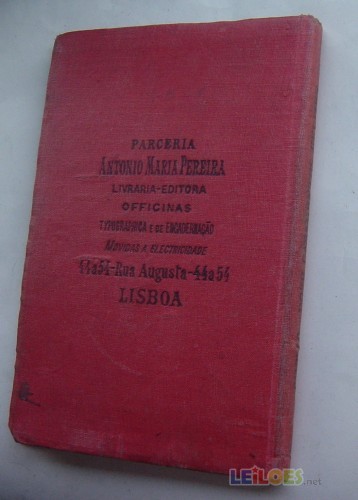 PARCERIA
ANTONIO MARIA PEREIRA
LIVRARIA-EDITORA
OFFICINAS
TYPOGRAPHICA E DE ENCADERNAÇÃO
MOVIDAS A ELECTRICIDADE
44 a 54-Rua Augusta-44 a 54
LISBOA
LEiLOES.net